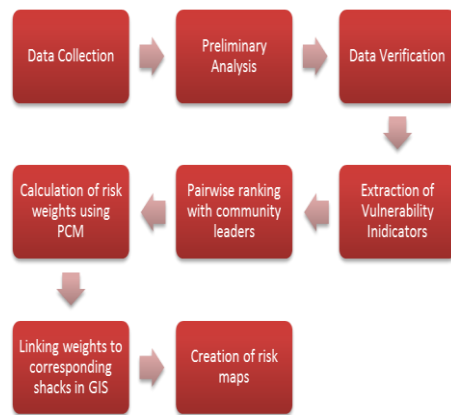 Data Collection
Preliminary
Analysis
Data Verification
Extraction of
Vulnerability
Inidicators
Pairwise ranking
with community
leaders
Calculation of risk
weights using
PCM
Linking weights to
corresponding
shacks in GIS
Creation of risk
maps